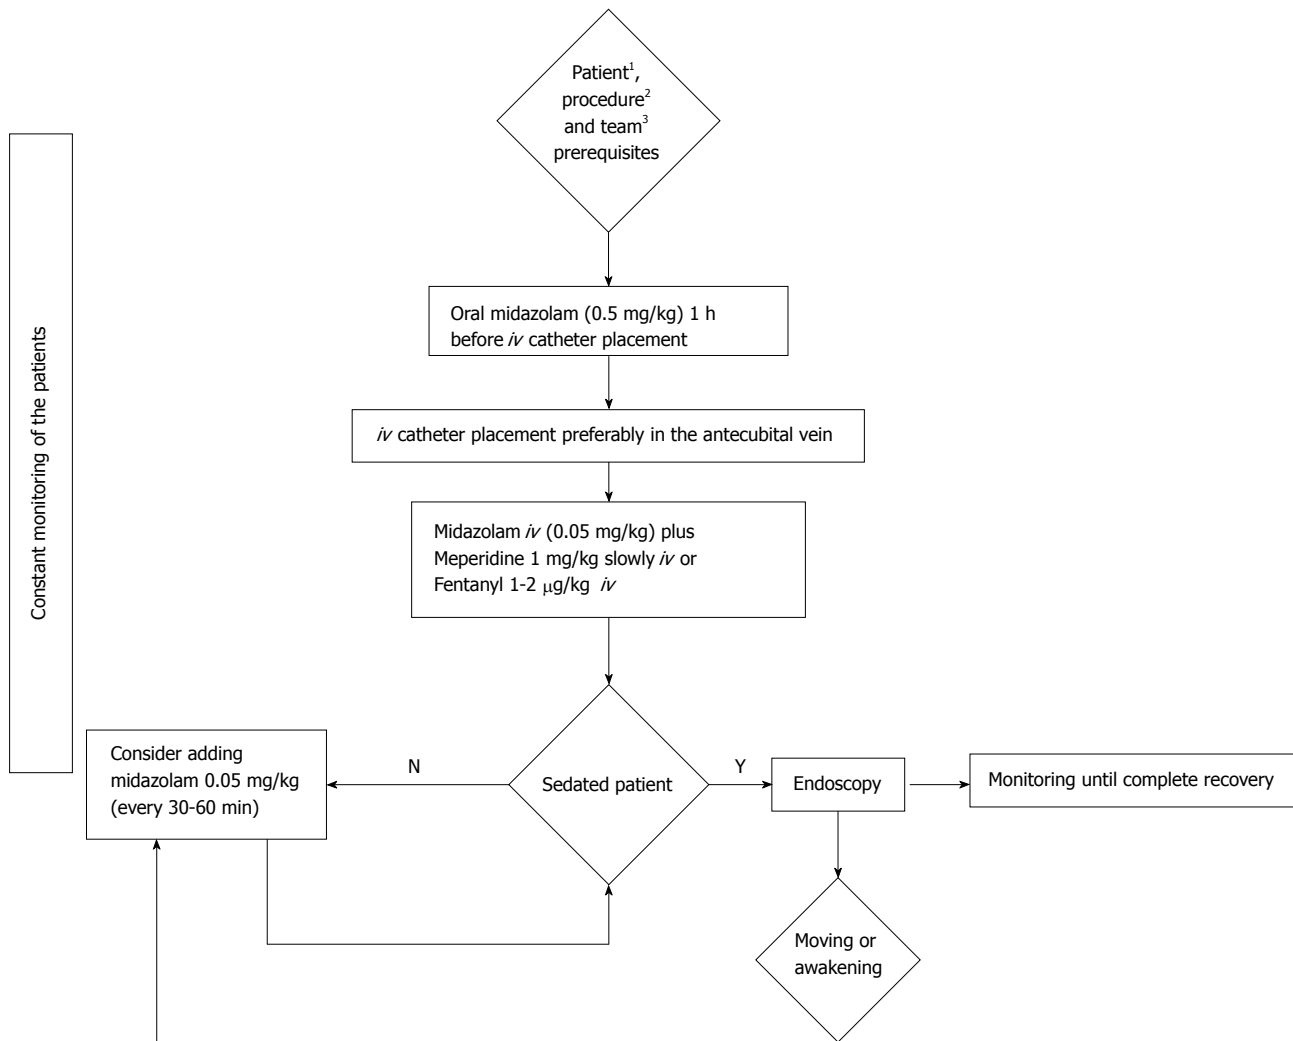 Patient¹,
procedure²
and team³
prerequisites
Constant monitoring of the patients
Oral midazolam (0.5 mg/kg) 1 h
before iv catheter placement
iv catheter placement preferably in the antecubital vein
Midazolam iv (0.05 mg/kg) plus
Meperidine 1 mg/kg slowly iv or
Fentanyl 1-2 μg/kg iv
Consider adding
midazolam 0.05 mg/kg
(every 30-60 min)
N
Sedated patient
Y
Endoscopy
Monitoring until complete recovery
Moving or
awakening